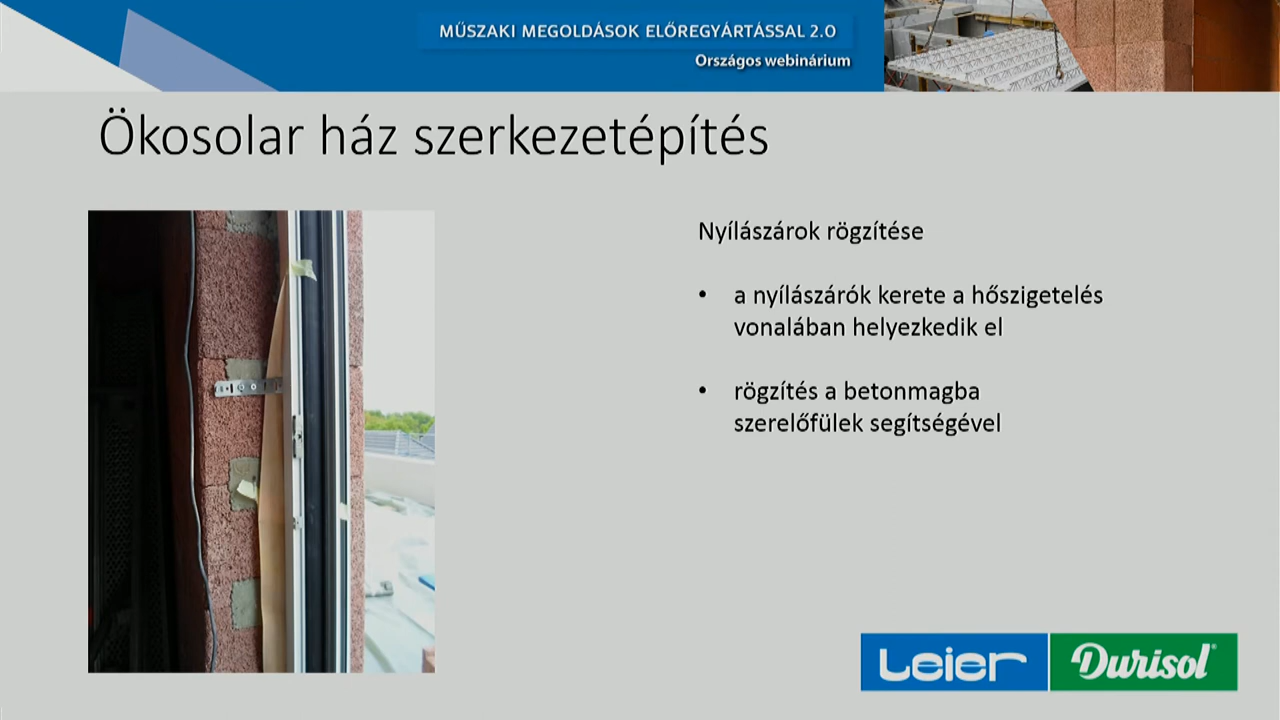 MŰSZAKI MEGOLDÁSOK ELŐREGYÁRTÁSSAL 2.0
Országos webinárium
Ökosolar ház szerkezetépítés
Nyílászárok rögzítése
• a nyílászárók kerete a hőszigetelés
vonalában helyezkedik el
• rögzítés a betonmagba
szerelőfülek segítségével
Leier
Durisol®